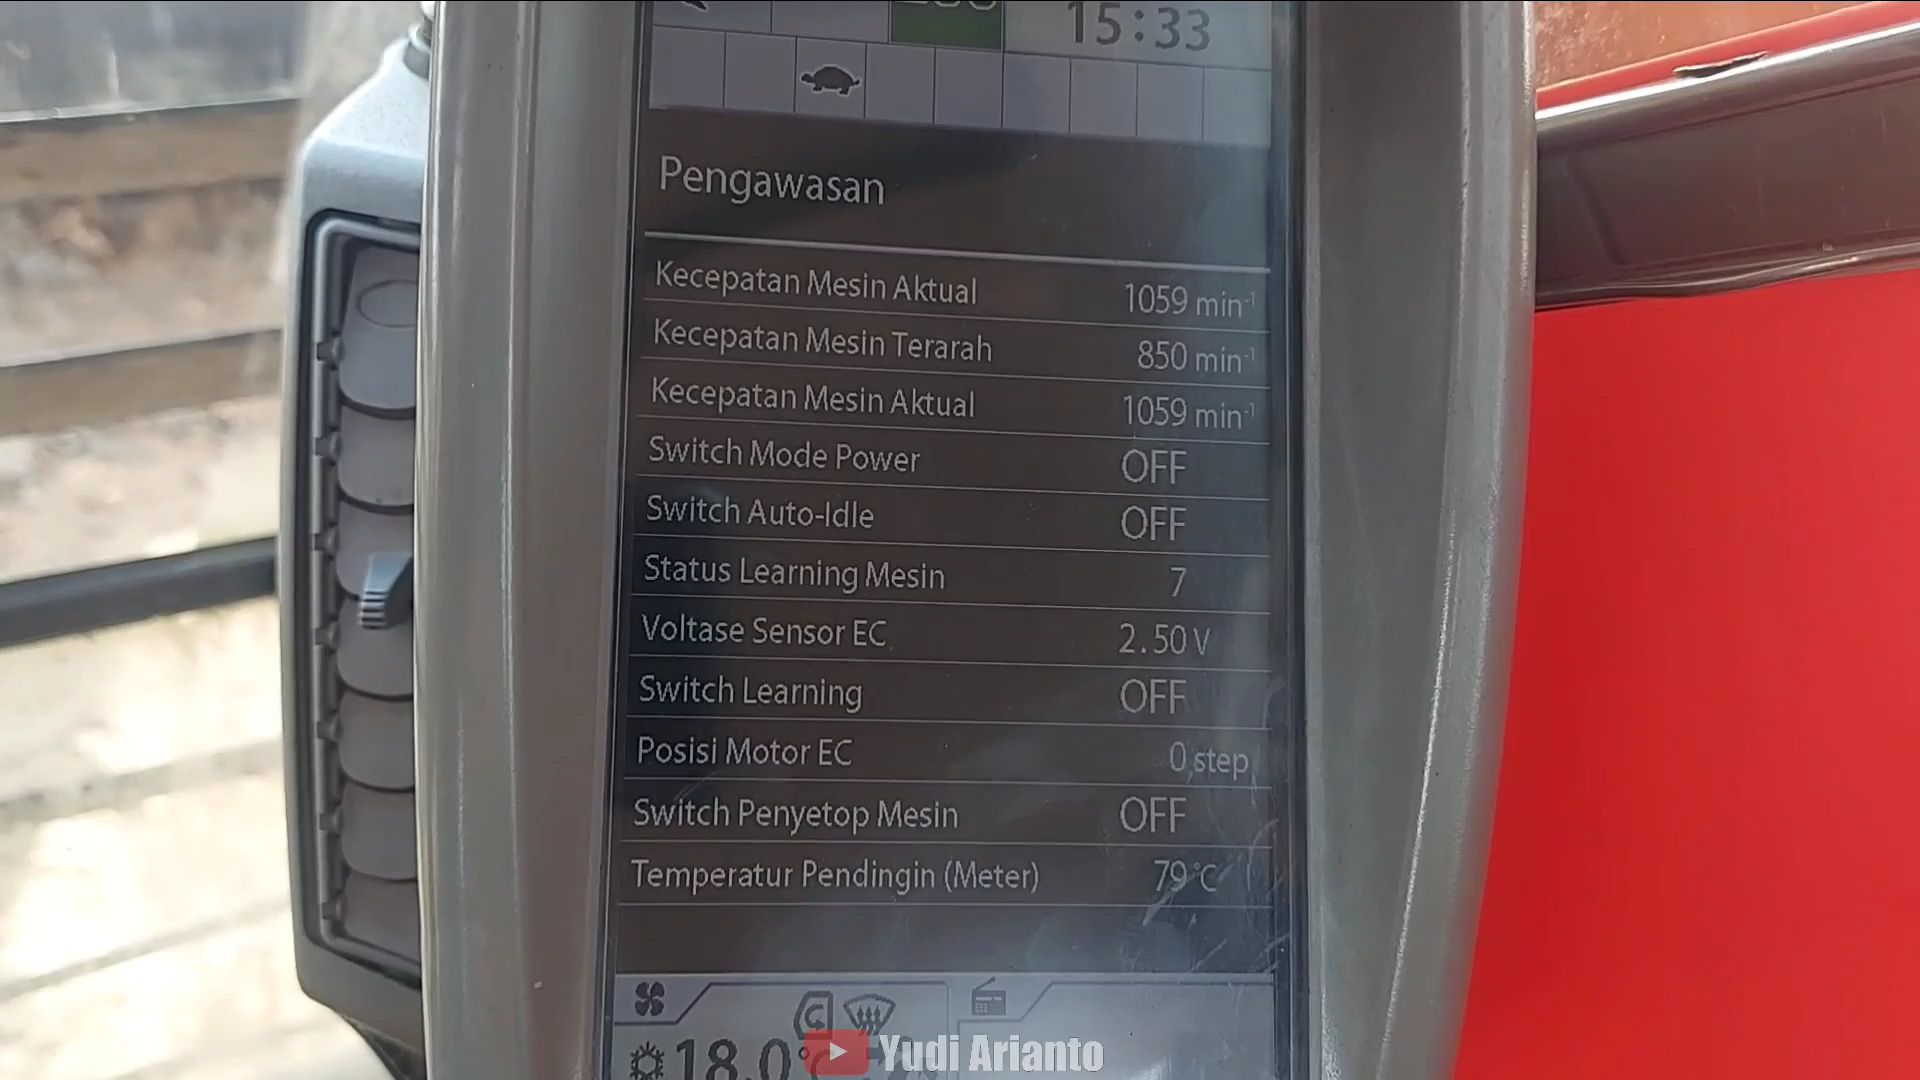 15:33
Pengawasan
Kecepatan Mesin Aktual 1059 min⁻¹
Kecepatan Mesin Terarah 850 min⁻¹
Kecepatan Mesin Aktual 1059 min⁻¹
Switch Mode Power OFF
Switch Auto-Idle OFF
Status Learning Mesin 7
Voltase Sensor EC 2.50 V
Switch Learning OFF
Posisi Motor EC 0 step
Switch Penyetop Mesin OFF
Temperatur Pendingin (Meter) 79 °C
18.0
Yudi Arianto